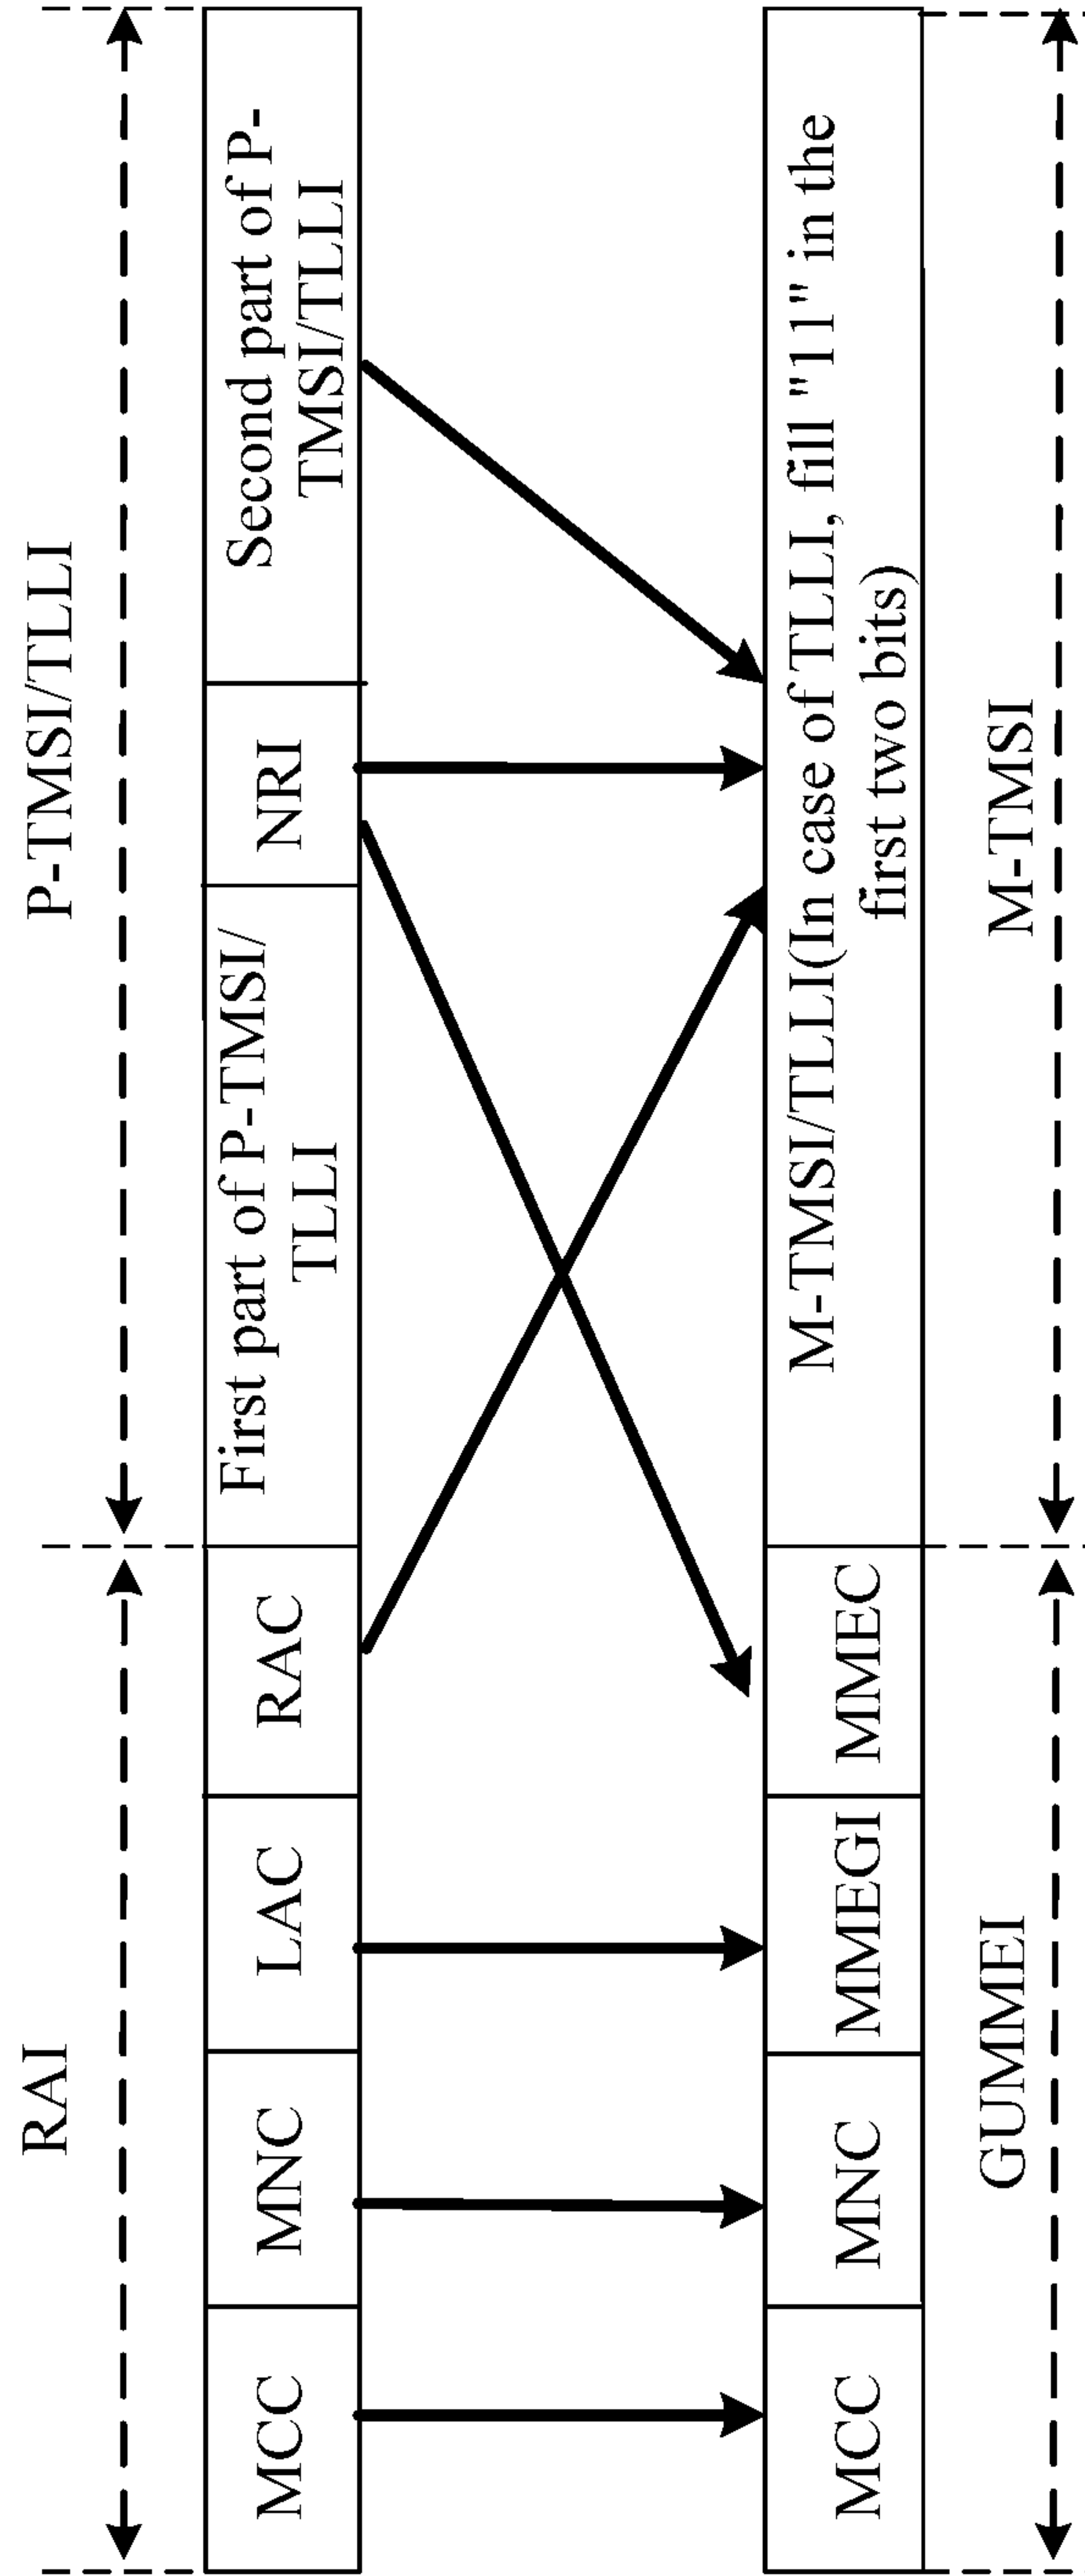 RAI
P-TMSI/TLLI
MCC
MNC
LAC
RAC
First part of P-TMSI/
TLLI
NRI
Second part of P-
TMSI/TLLI
MCC
MNC
MMEGI
MMEC
M-TMSI/TLLI(In case of TLLI, fill "11" in the
first two bits)
GUMMEI
M-TMSI